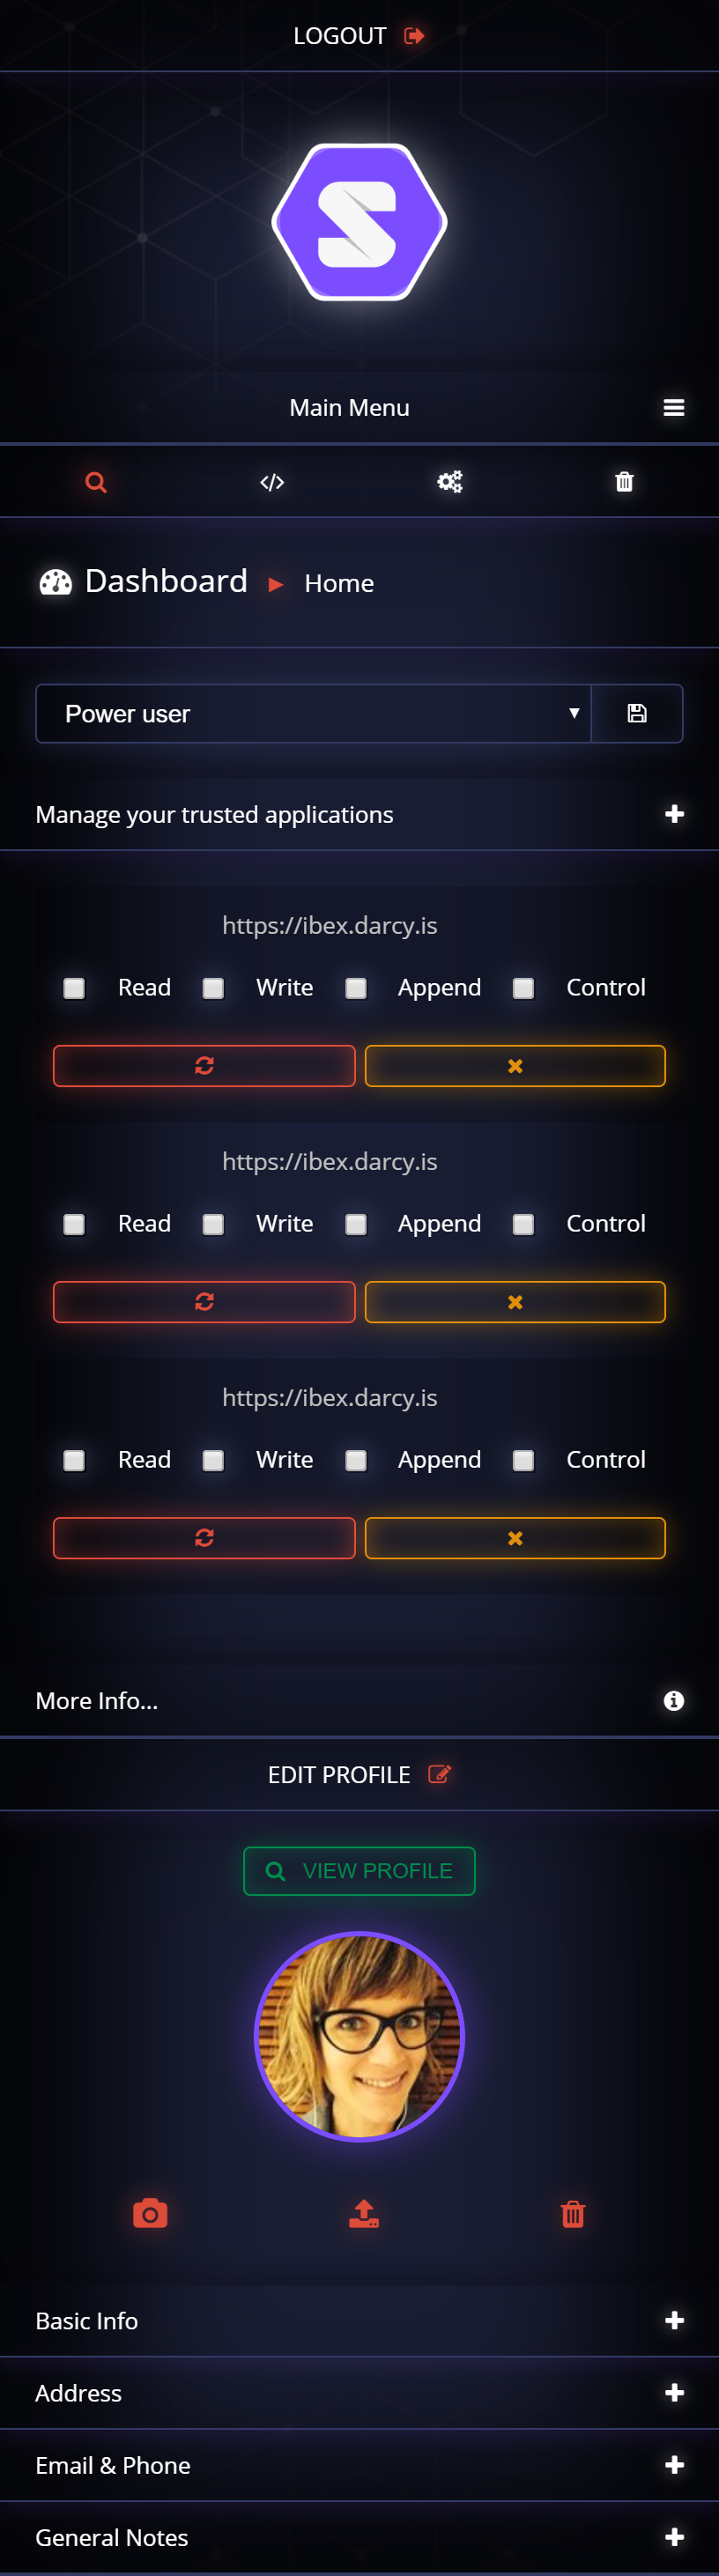 LOGOUT
Main Menu
Dashboard ► Home
Power user
Manage your trusted applications
https://ibex.darcy.is
Read Write Append Control
https://ibex.darcy.is
Read Write Append Control
https://ibex.darcy.is
Read Write Append Control
More Info...
EDIT PROFILE
VIEW PROFILE
Basic Info
Address
Email & Phone
General Notes